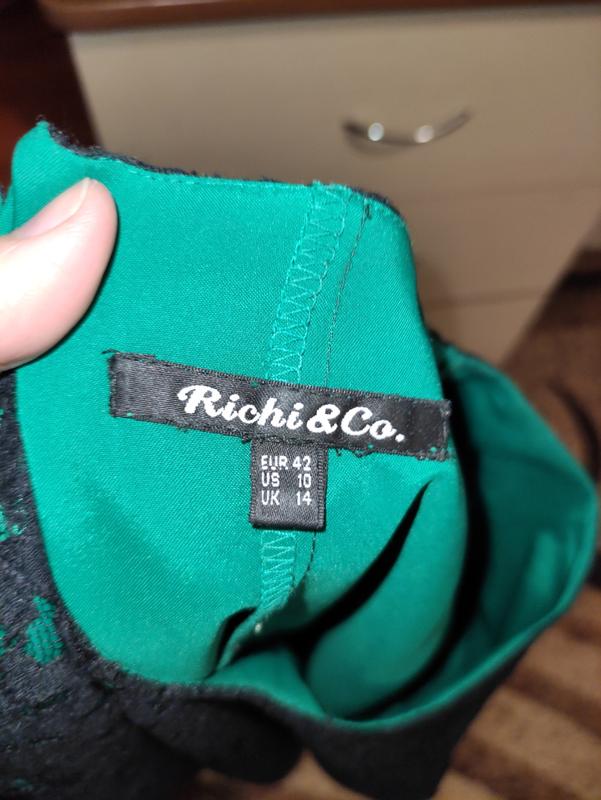 Richi & Co.
EUR 42
US 10
UK 14